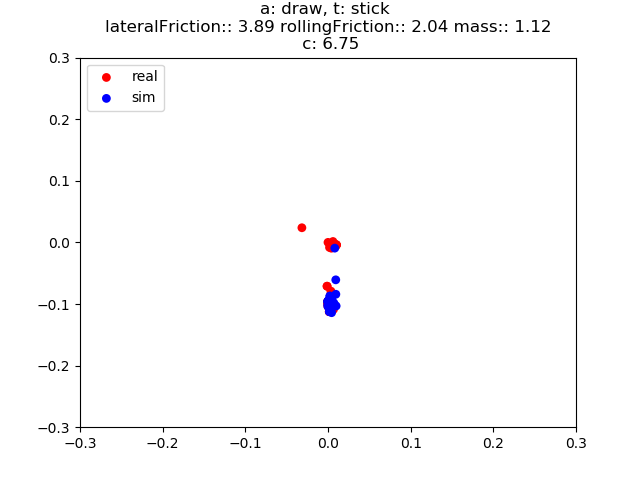 a: draw, t: stick
lateralFriction:: 3.89 rollingFriction:: 2.04 mass:: 1.12
c: 6.75
real
sim
0.3
0.2
0.1
0.0
−0.1
−0.2
−0.3
−0.3
−0.2
−0.1
0.0
0.1
0.2
0.3